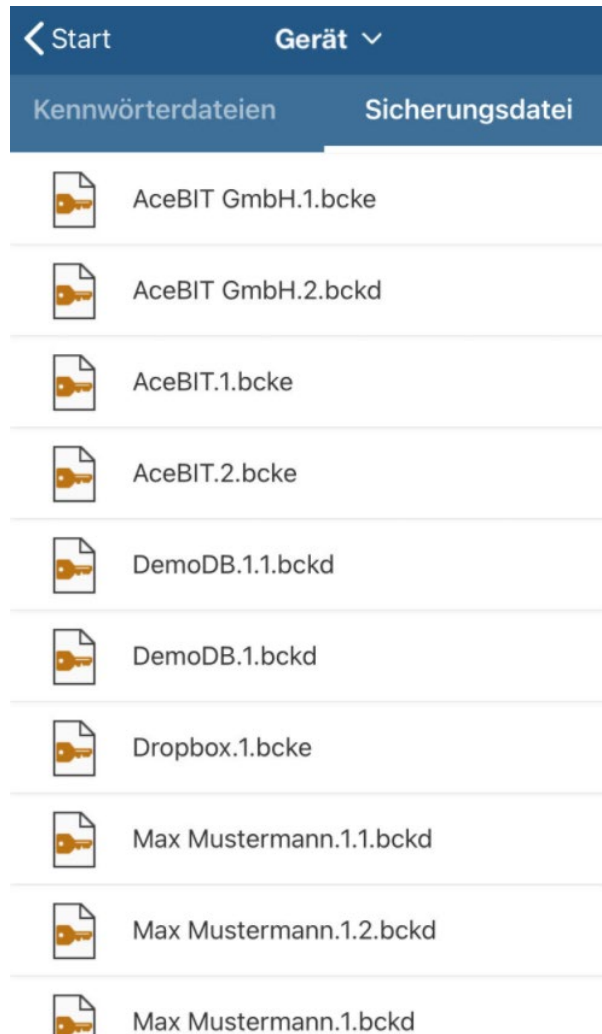 Start
Gerät
Kennwörterdateien Sicherungsdatei
AceBIT GmbH.1.bcke
AceBIT GmbH.2.bckd
AceBIT.1.bcke
AceBIT.2.bcke
DemoDB.1.1.bckd
DemoDB.1.bckd
Dropbox.1.bcke
Max Mustermann.1.1.bckd
Max Mustermann.1.2.bckd
Max Mustermann.1.bckd